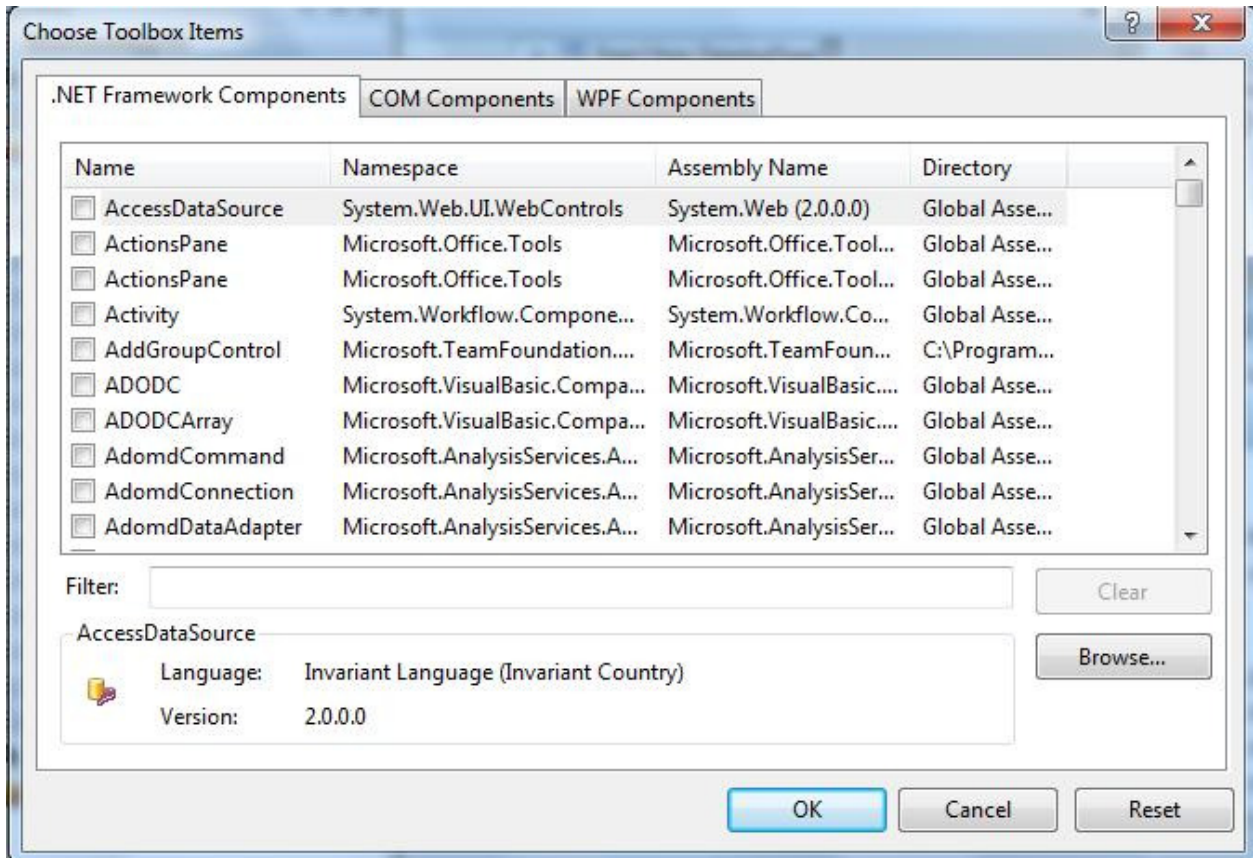 Choose Toolbox Items
.NET Framework Components COM Components WPF Components
Name Namespace Assembly Name Directory
AccessDataSource System.Web.UI.WebControls System.Web (2.0.0.0) Global Asse...
ActionsPane Microsoft.Office.Tools Microsoft.Office.Tool... Global Asse...
ActionsPane Microsoft.Office.Tools Microsoft.Office.Tool... Global Asse...
Activity System.Workflow.Compone... System.Workflow.Co... Global Asse...
AddGroupControl Microsoft.TeamFoundation.... Microsoft.TeamFoun... C:\Program...
ADODC Microsoft.VisualBasic.Compa... Microsoft.VisualBasic.... Global Asse...
ADODCArray Microsoft.VisualBasic.Compa... Microsoft.VisualBasic.... Global Asse...
AdomdCommand Microsoft.AnalysisServices.A... Microsoft.AnalysisSer... Global Asse...
AdomdConnection Microsoft.AnalysisServices.A... Microsoft.AnalysisSer... Global Asse...
AdomdDataAdapter Microsoft.AnalysisServices.A... Microsoft.AnalysisSer... Global Asse...
Filter: Clear
AccessDataSource
Browse...
Language: Invariant Language (Invariant Country)
Version: 2.0.0.0
OK Cancel Reset